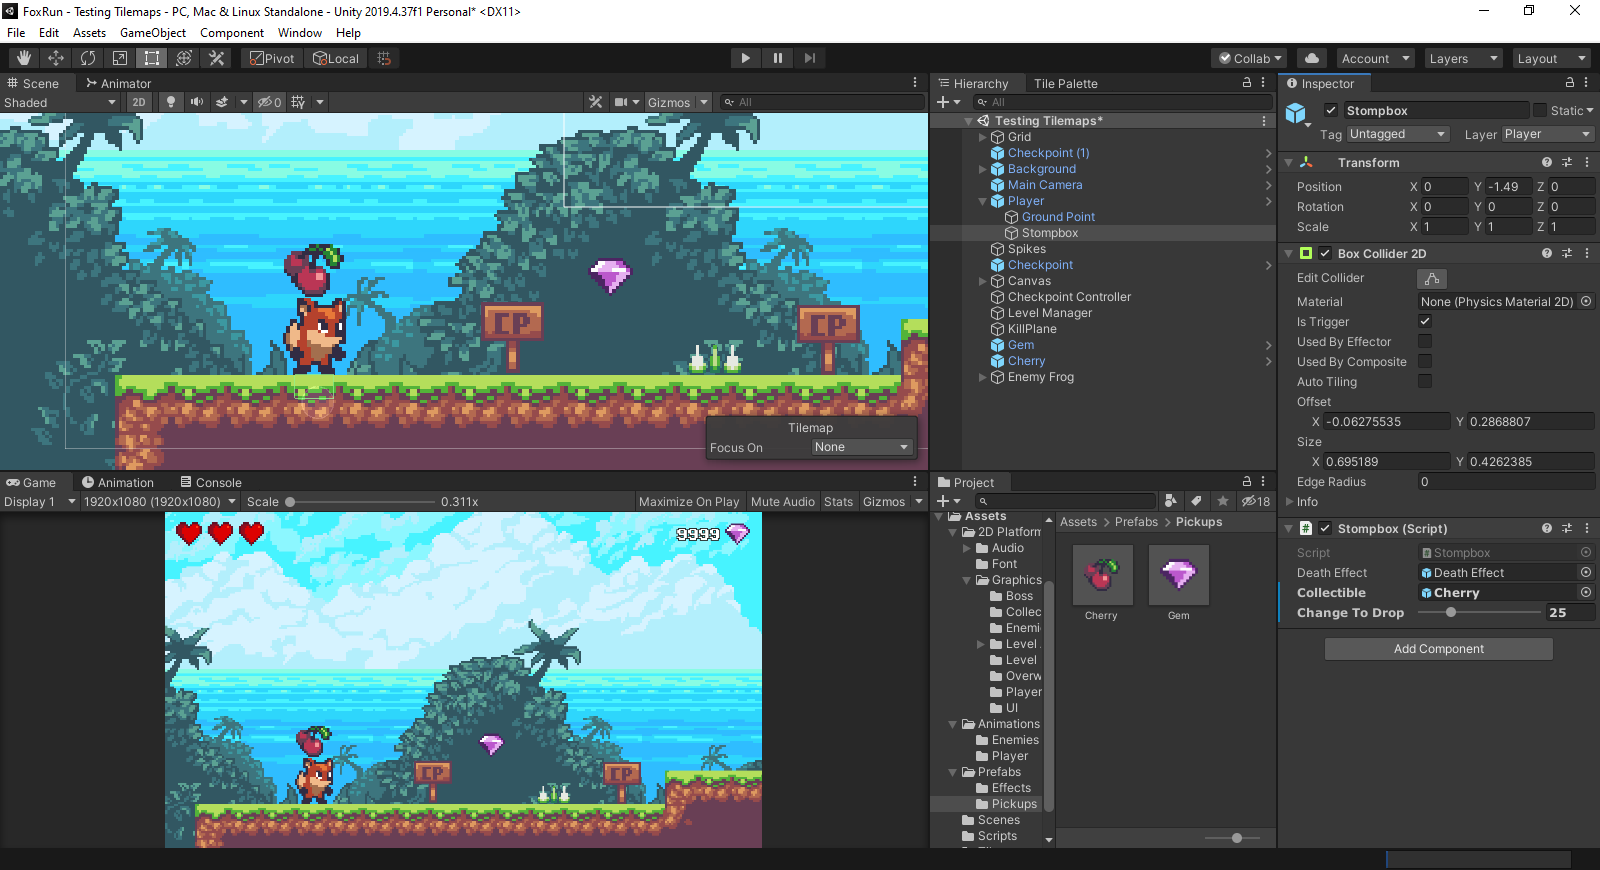 FoxRun - Testing Tilemaps - PC, Mac & Linux Standalone - Unity 2019.4.37f1 Personal* <DX11>
File Edit Assets GameObject Component Window Help
Pivot Local Collab Account Layers Layout
Scene Animator
Shaded 2D 0 Gizmos All
CP
CP
Tilemap
Focus On None
Hierarchy Tile Palette
All
Testing Tilemaps*
Grid
Checkpoint (1)
Background
Main Camera
Player
Ground Point
Stompbox
Spikes
Checkpoint
Canvas
Checkpoint Controller
Level Manager
KillPlane
Gem
Cherry
Enemy Frog
Inspector
Stompbox Static
Tag Untagged Layer Player
Transform
Position X 0 Y -1.49 Z 0
Rotation X 0 Y 0 Z 0
Scale X 1 Y 1 Z 1
Box Collider 2D
Edit Collider
Material None (Physics Material 2D)
Is Trigger
Used By Effector
Used By Composite
Auto Tiling
Offset
X -0.06275535 Y 0.2868807
Size
X 0.695189 Y 0.4262385
Edge Radius 0
Info
Stompbox (Script)
Script Stompbox
Death Effect Death Effect
Collectible Cherry
Change To Drop 25
Add Component
Game Animation Console
Display 1 1920x1080 (1920x1080) Scale 0.311x Maximize On Play Mute Audio Stats Gizmos
9999
CP
CP
Project
18
Assets
2D Platform
Audio
Font
Graphics
Boss
Collec
Enemi
Level
Level
Overw
Player
UI
Animations
Enemies
Player
Prefabs
Effects
Pickups
Scenes
Scripts
Assets > Prefabs > Pickups
Cherry Gem